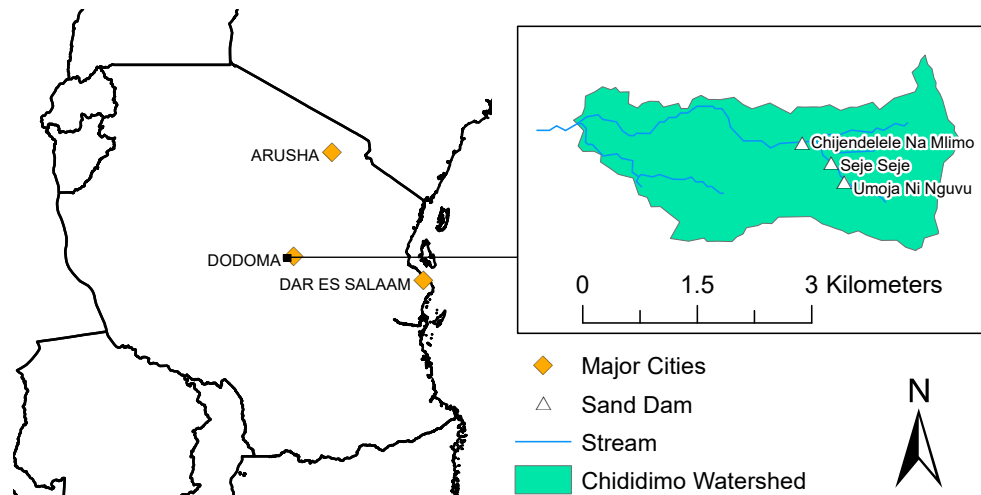 ARUSHA
DODOMA
DAR ES SALAAM
Chijendelele Na Mlimo
Seje Seje
Umoja Ni Nguvu
0 1.5 3 Kilometers
Major Cities
Sand Dam
Stream
Chididimo Watershed
N